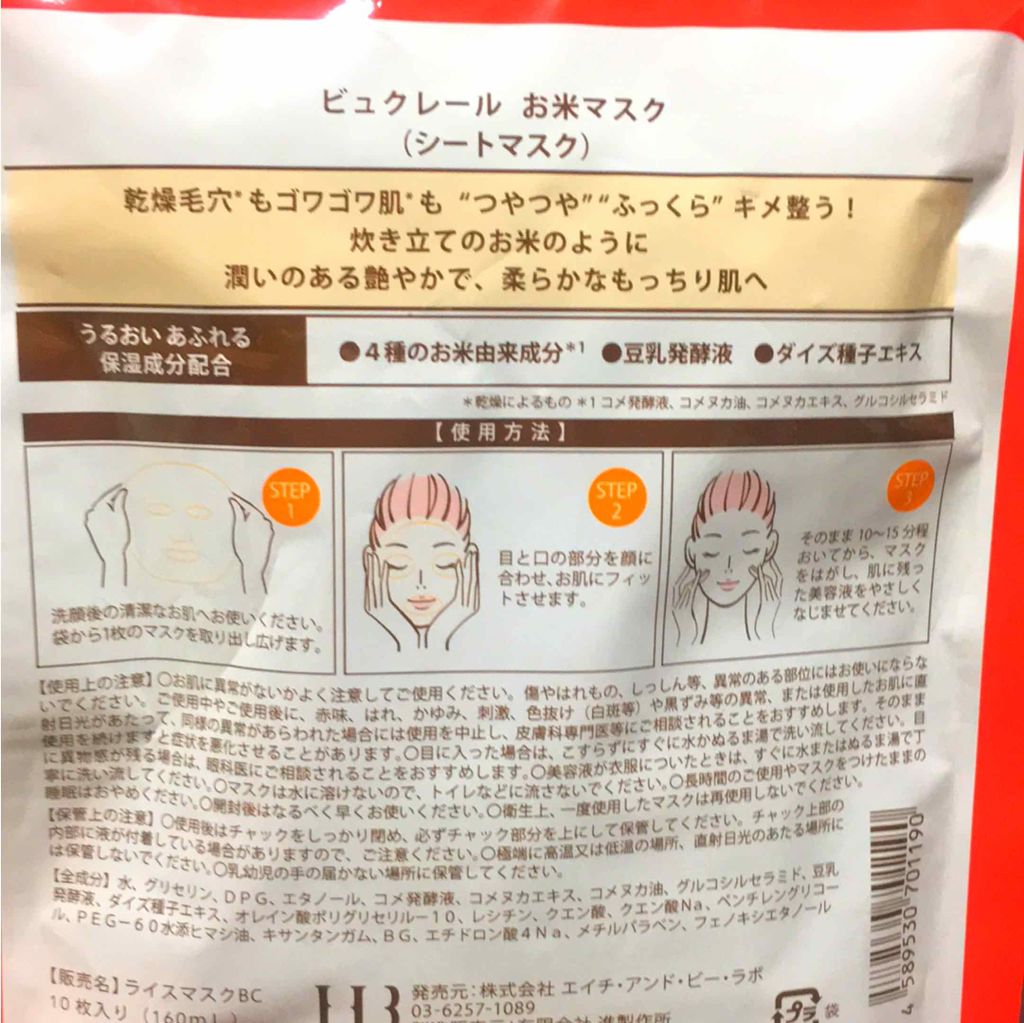 ビュクレール お米マスク
（シートマスク）
乾燥毛穴*もゴワゴワ肌*も “つやつや”“ふっくら” キメ整う！
炊き立てのお米のように
潤いのある艶やかで、柔らかなもっちり肌へ
うるおい あふれる
保湿成分配合
●4種のお米由来成分*1 ●豆乳発酵液 ●ダイズ種子エキス
*乾燥によるもの *1コメ発酵液、コメヌカ油、コメヌカエキス、グルコシルセラミド
【使用方法】
STEP
1
洗顔後の清潔なお肌へお使いください。
袋から1枚のマスクを取り出し広げます。
STEP
2
目と口の部分を顔に
合わせ、お肌にフィッ
トさせます。
STEP
3
そのまま10～15分程
おいてから、マスク
をはがし、肌に残っ
た美容液をやさしく
なじませてください。
【使用上の注意】○お肌に異常がないかよく注意してご使用ください。傷やはれもの、しっしん等、異常のある部位にはお使いにならな
いでください。ご使用中やご使用後に、赤味、はれ、かゆみ、刺激、色抜け（白斑等）や黒ずみ等の異常、または使用したお肌に直
射日光があたって、同様の異常があらわれた場合には使用を中止し、皮膚科専門医等にご相談されることをおすすめします。そのまま
使用を続けますと症状を悪化させることがあります。○目に入った場合は、こすらずにすぐに水かぬるま湯で洗い流してください。目
に異物感が残る場合は、眼科医にご相談されることをおすすめします。○美容液が衣服についたときは、すぐに水またはぬるま湯で丁
寧に洗い流してください。○マスクは水に溶けないので、トイレなどに流さないでください。○長時間のご使用やマスクをつけたままの
睡眠はおやめください。○開封後はなるべく早くお使いください。○衛生上、一度使用したマスクは再使用しないでください。
【保管上の注意】○使用後はチャックをしっかり閉め、必ずチャック部分を上にして保管してください。チャック上部の
内部に液が付着している場合がありますので、ご注意ください。○極端に高温又は低温の場所、直射日光のあたる場所に
は保管しないでください。○乳幼児の手の届かない場所に保管してください。
【全成分】水、グリセリン、DPG、エタノール、コメ発酵液、コメヌカエキス、コメヌカ油、グルコシルセラミド、豆乳
発酵液、ダイズ種子エキス、オレイン酸ポリグリセリル－10、レシチン、クエン酸、クエン酸Na、ペンチレングリコー
ル、PEG－60水添ヒマシ油、キサンタンガム、BG、エチドロン酸4Na、メチルパラベン、フェノキシエタノール
【販売名】ライスマスクBC
10枚入り（160mL）
発売元：株式会社 エイチ・アンド・ビー・ラボ
03-6257-1089
プラ
袋
4 589530 701190